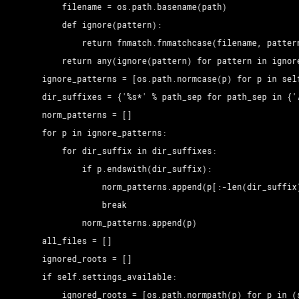 filename = os.path.basename(path)
def ignore(pattern):
return fnmatch.fnmatchcase(filename, pattern
return any(ignore(pattern) for pattern in ignore
ignore_patterns = [os.path.normcase(p) for p in self
dir_suffixes = {'%s*' % path_sep for path_sep in {'
norm_patterns = []
for p in ignore_patterns:
for dir_suffix in dir_suffixes:
if p.endswith(dir_suffix):
norm_patterns.append(p[:-len(dir_suffix)
break
norm_patterns.append(p)
all_files = []
ignored_roots = []
if self.settings_available:
ignored_roots = [os.path.normpath(p) for p in (s